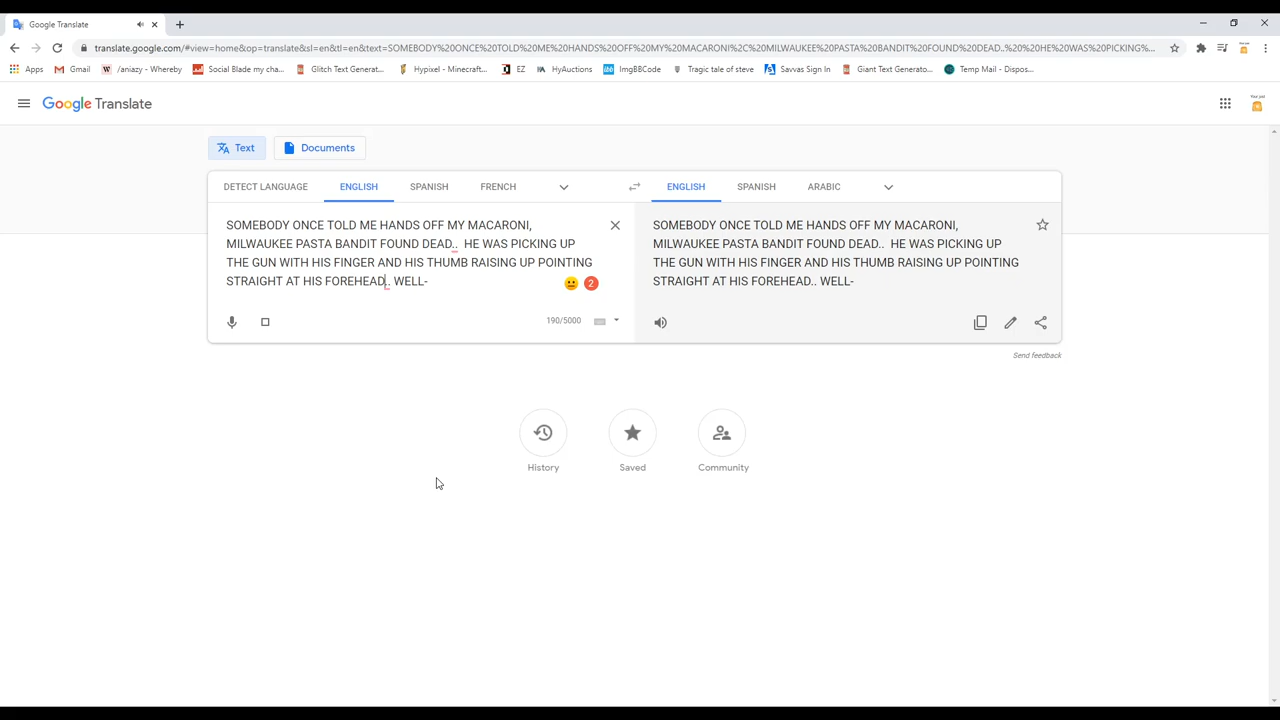 Google Translate
translate.google.com/#view=home&op=translate&sl=en&tl=en&text=SOMEBODY%20ONCE%20TOLD%20ME%20HANDS%20OFF%20MY%20MACARONI%2C%20MILWAUKEE%20PASTA%20BANDIT%20FOUND%20DEAD..%20%20HE%20WAS%20PICKING%...
Apps Gmail /aniazy - Whereby Social Blade my cha... Glitch Text Generat... Hypixel - Minecraft... EZ HyAuctions ImgBBCode Tragic tale of steve Savvas Sign In Giant Text Generato... Temp Mail - Dispos...
Google Translate
Text Documents
DETECT LANGUAGE ENGLISH SPANISH FRENCH
ENGLISH SPANISH ARABIC
SOMEBODY ONCE TOLD ME HANDS OFF MY MACARONI,
MILWAUKEE PASTA BANDIT FOUND DEAD..  HE WAS PICKING UP
THE GUN WITH HIS FINGER AND HIS THUMB RAISING UP POINTING
STRAIGHT AT HIS FOREHEAD.. WELL-
2
190/5000
SOMEBODY ONCE TOLD ME HANDS OFF MY MACARONI,
MILWAUKEE PASTA BANDIT FOUND DEAD..  HE WAS PICKING UP
THE GUN WITH HIS FINGER AND HIS THUMB RAISING UP POINTING
STRAIGHT AT HIS FOREHEAD.. WELL-
Send feedback
History Saved Community